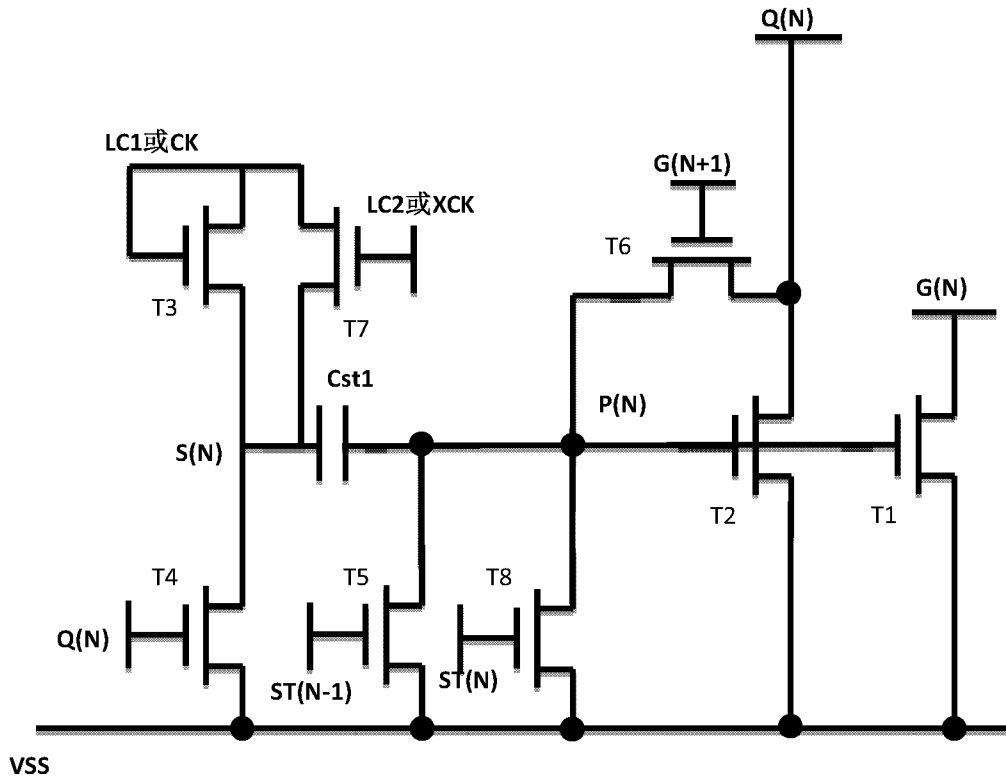 Q(N)
LC1或CK
G(N+1)
LC2或XCK
T6
T3
T7
G(N)
Cst1
P(N)
S(N)
T2
T1
T4
T5
T8
Q(N)
ST(N-1)
ST(N)
VSS